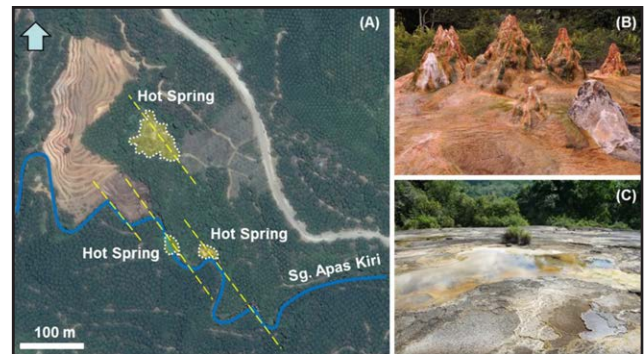 (A)
Hot Spring
Hot Spring
Hot Spring
Sg. Apas Kiri
100 m
(B)
(C)